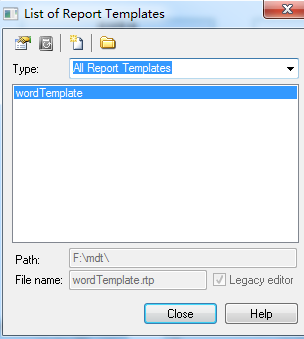 List of Report Templates
Type: All Report Templates
wordTemplate
Path: F:\mdt\
File name: wordTemplate.rtp Legacy editor
Close Help